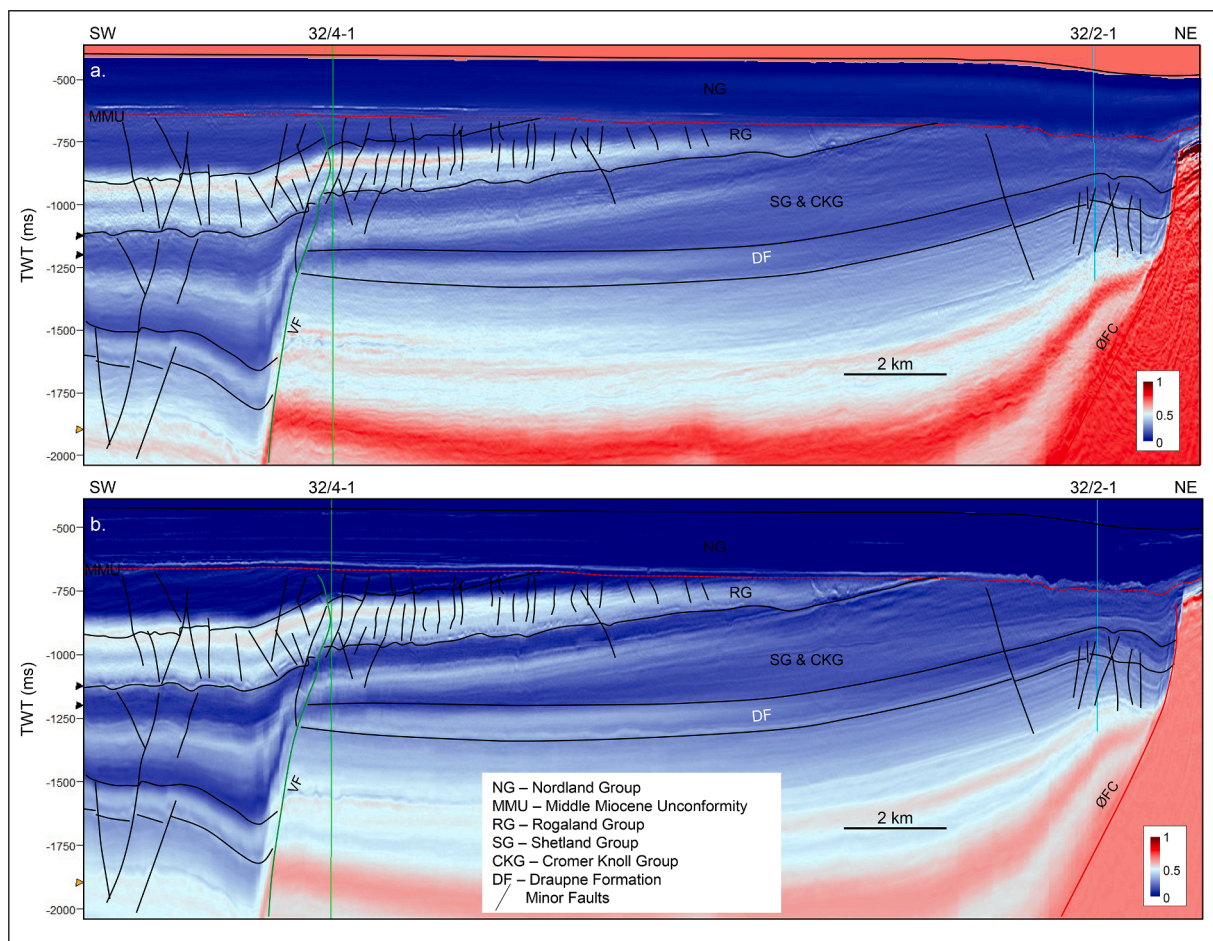 SW 32/4-1 32/2-1 NE
a.
-500
NG
MMU
-750
RG
-1000
SG & CKG
TWT (ms)
-1250
DF
VF
-1500
ØFC
2 km
-1750
1
0.5
0
-2000
SW 32/4-1 32/2-1 NE
b.
-500
NG
MMU
-750
RG
-1000
SG & CKG
TWT (ms)
-1250
DF
VF
-1500
ØFC
2 km
-1750
1
0.5
0
-2000
NG – Nordland Group
MMU – Middle Miocene Unconformity
RG – Rogaland Group
SG – Shetland Group
CKG – Cromer Knoll Group
DF – Draupne Formation
Minor Faults